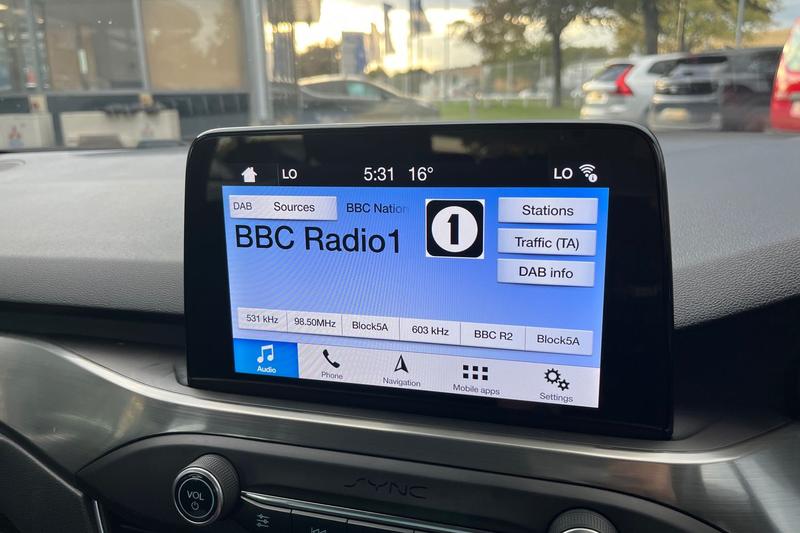 LO 5:31 16° LO
DAB Sources BBC Nation
1
Stations
BBC Radio1
Traffic (TA)
DAB info
531 kHz 98.50MHz Block5A 603 kHz BBC R2 Block5A
Audio Phone Navigation Mobile apps Settings
VOL
SYNC